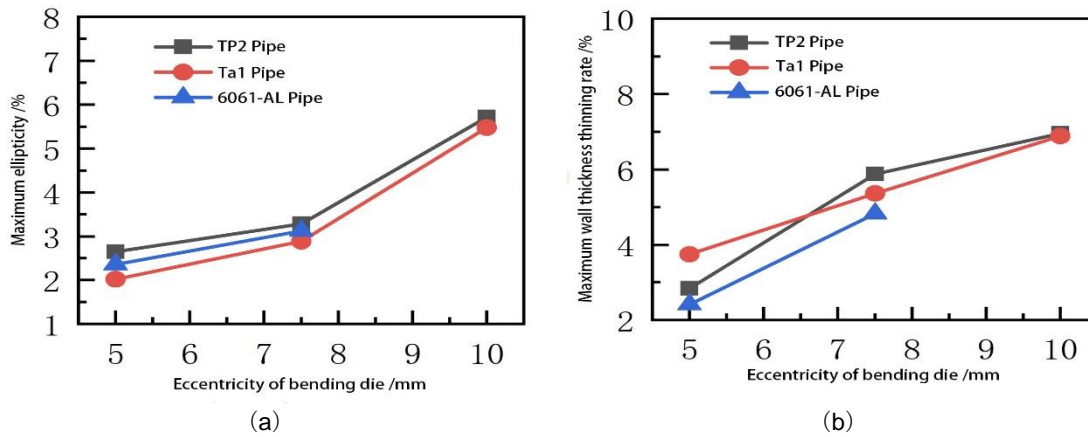 8
7
6
5
4
3
2
1
Maximum ellipticity /%
TP2 Pipe
Ta1 Pipe
6061-AL Pipe
5 6 7 8 9 10
Eccentricity of bending die /mm
(a)
10
8
6
4
2
Maximum wall thickness thinning rate /%
TP2 Pipe
Ta1 Pipe
6061-AL Pipe
5 6 7 8 9 10
Eccentricity of bending die /mm
(b)